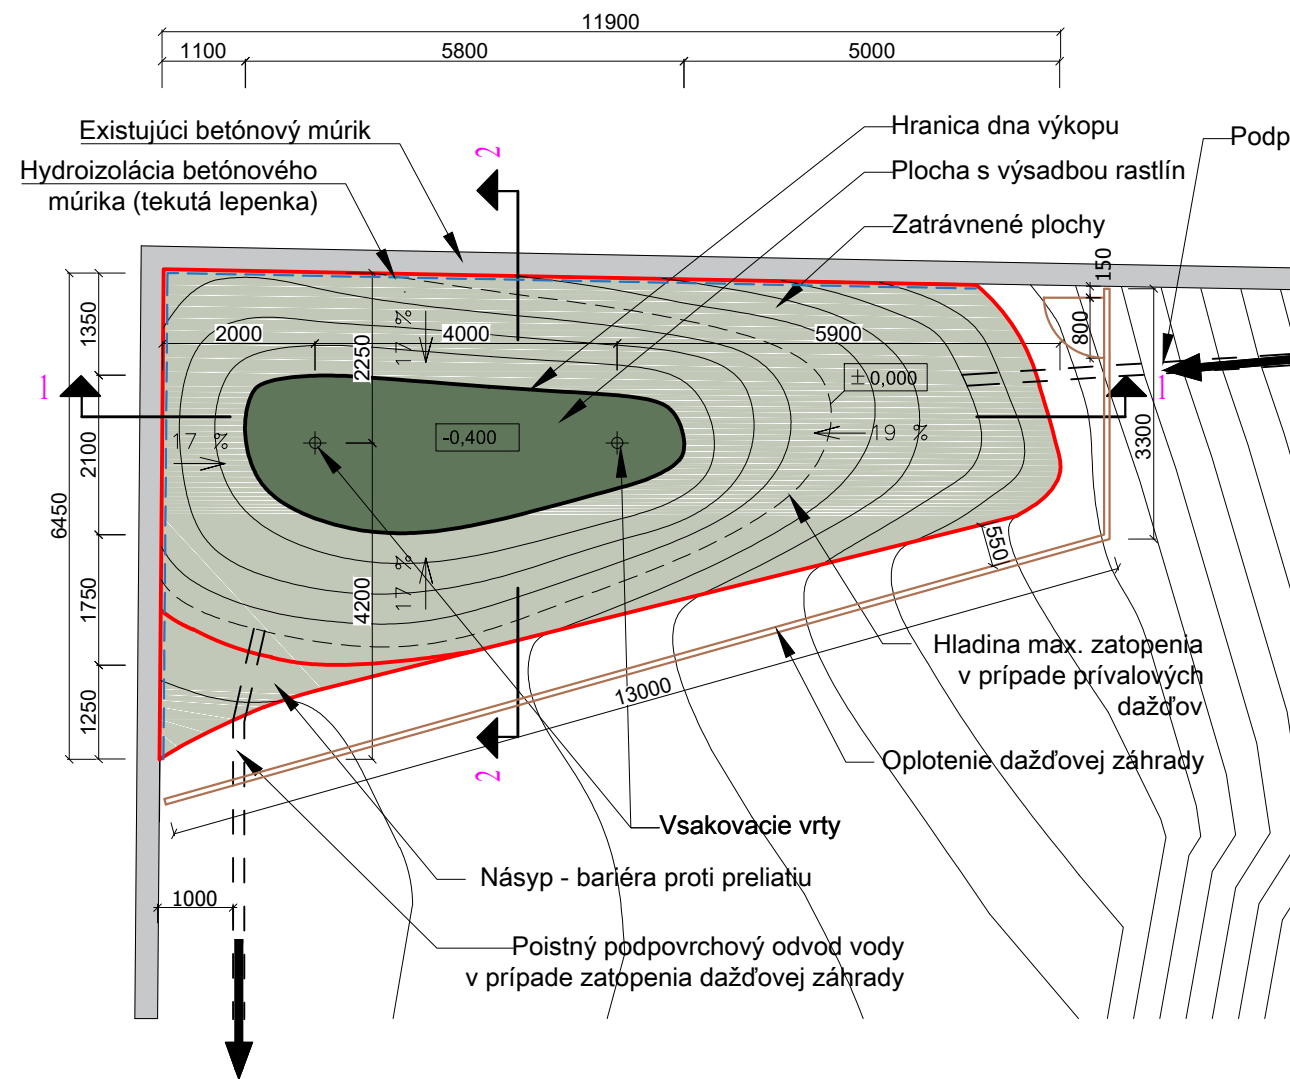 11900
1100
5800
5000
Existujúci betónový múrik
Hydroizolácia betónového
múrika (tekutá lepenka)
Hranica dna výkopu
Plocha s výsadbou rastlín
Zatrávnené plochy
Podp
2
150
800
1350
2000
4000
5900
2250
17 %
±0,000
1
1
3300
-0,400
17 %
19 %
2100
6450
550
17 %
4200
1750
1250
Hladina max. zatopenia
v prípade prívalových
dažďov
13000
Oplotenie dažďovej záhrady
2
Vsakovacie vrty
Násyp - bariéra proti preliatiu
1000
Poistný podpovrchový odvod vody
v prípade zatopenia dažďovej záhrady